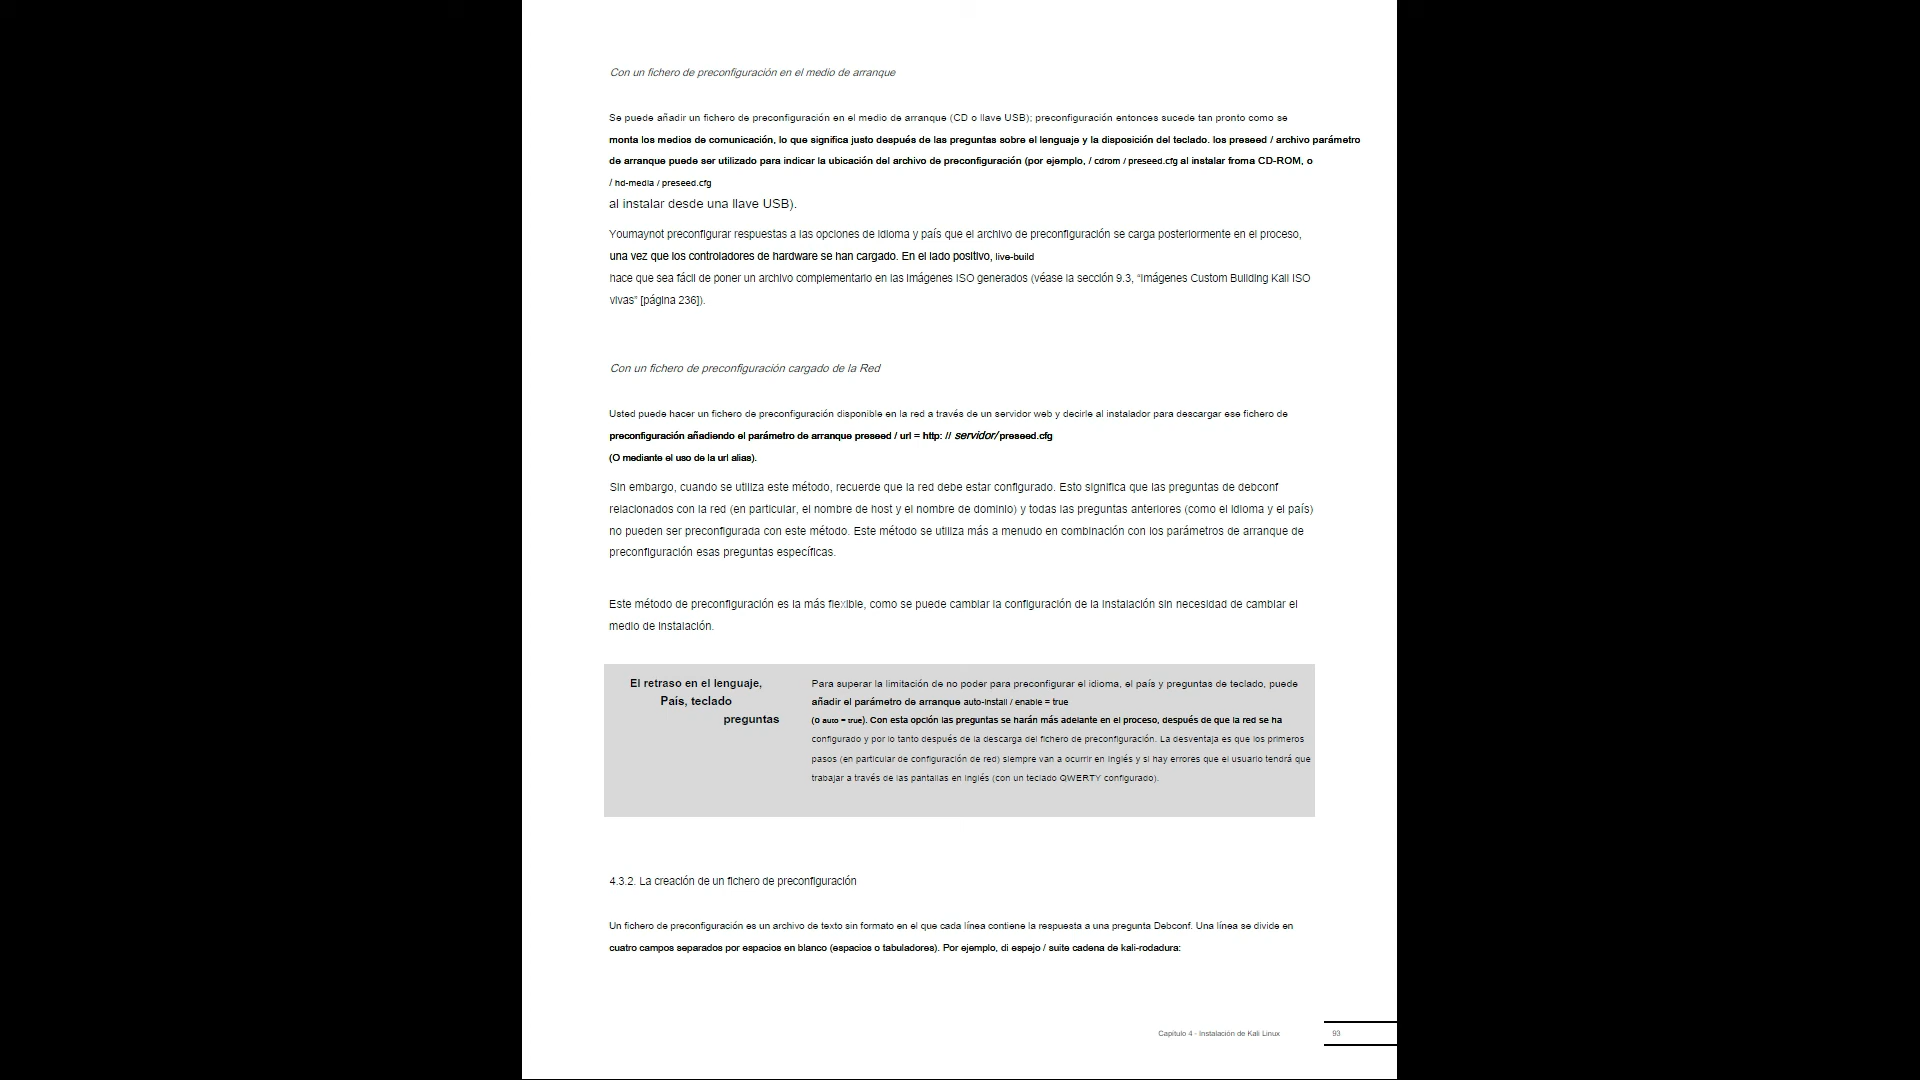 Con un fichero de preconfiguración en el medio de arranque
Se puede añadir un fichero de preconfiguración en el medio de arranque (CD o llave USB); preconfiguración entonces sucede tan pronto como se
monta los medios de comunicación, lo que significa justo después de las preguntas sobre el lenguaje y la disposición del teclado. los preseed / archivo parámetro
de arranque puede ser utilizado para indicar la ubicación del archivo de preconfiguración (por ejemplo, / cdrom / preseed.cfg al instalar froma CD-ROM, o
/ hd-media / preseed.cfg
al instalar desde una llave USB).
Youmaynot preconfigurar respuestas a las opciones de idioma y país que el archivo de preconfiguración se carga posteriormente en el proceso,
una vez que los controladores de hardware se han cargado. En el lado positivo, live-build
hace que sea fácil de poner un archivo complementario en las imágenes ISO generados (véase la sección 9.3, “Imágenes Custom Building Kali ISO
vivas” [página 236]).
Con un fichero de preconfiguración cargado de la Red
Usted puede hacer un fichero de preconfiguración disponible en la red a través de un servidor web y decirle al instalador para descargar ese fichero de
preconfiguración añadiendo el parámetro de arranque preseed / url = http: // servidor/ preseed.cfg
(O mediante el uso de la url alias).
Sin embargo, cuando se utiliza este método, recuerde que la red debe estar configurado. Esto significa que las preguntas de debconf
relacionados con la red (en particular, el nombre de host y el nombre de dominio) y todas las preguntas anteriores (como el idioma y el país)
no pueden ser preconfigurada con este método. Este método se utiliza más a menudo en combinación con los parámetros de arranque de
preconfiguración esas preguntas específicas.
Este método de preconfiguración es la más flexible, como se puede cambiar la configuración de la instalación sin necesidad de cambiar el
medio de instalación.
El retraso en el lenguaje,
País, teclado
preguntas
Para superar la limitación de no poder para preconfigurar el idioma, el país y preguntas de teclado, puede
añadir el parámetro de arranque auto-install / enable = true
(o auto = true). Con esta opción las preguntas se harán más adelante en el proceso, después de que la red se ha
configurado y por lo tanto después de la descarga del fichero de preconfiguración. La desventaja es que los primeros
pasos (en particular de configuración de red) siempre van a ocurrir en Inglés y si hay errores que el usuario tendrá que
trabajar a través de las pantallas en inglés (con un teclado QWERTY configurado).
4.3.2. La creación de un fichero de preconfiguración
Un fichero de preconfiguración es un archivo de texto sin formato en el que cada línea contiene la respuesta a una pregunta Debconf. Una línea se divide en
cuatro campos separados por espacios en blanco (espacios o tabuladores). Por ejemplo, di espejo / suite cadena de kali-rodadura:
Capítulo 4 - Instalación de Kali Linux
93